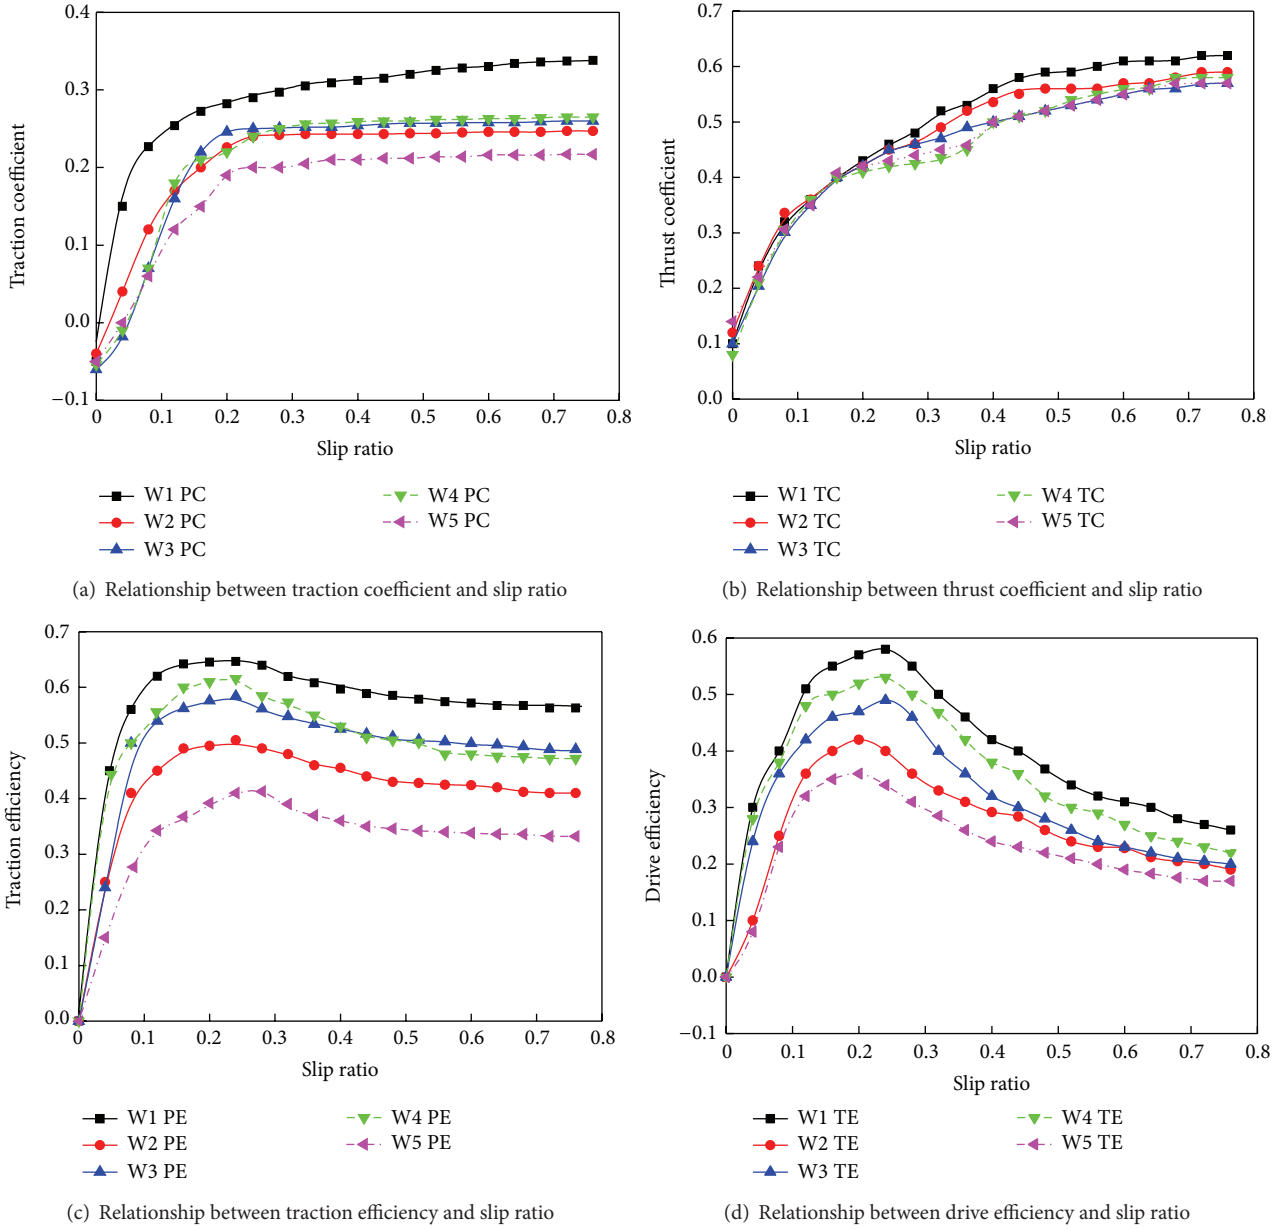 0.4
0.3
0.2
0.1
0.0
−0.1
Traction coefficient
0 0.1 0.2 0.3 0.4 0.5 0.6 0.7 0.8
Slip ratio
W1 PC
W2 PC
W3 PC
W4 PC
W5 PC
(a) Relationship between traction coefficient and slip ratio
0.7
0.6
0.5
0.4
0.3
0.2
0.1
0.0
Thrust coefficient
0 0.1 0.2 0.3 0.4 0.5 0.6 0.7 0.8
Slip ratio
W1 TC
W2 TC
W3 TC
W4 TC
W5 TC
(b) Relationship between thrust coefficient and slip ratio
0.7
0.6
0.5
0.4
0.3
0.2
0.1
0.0
Traction efficiency
0 0.1 0.2 0.3 0.4 0.5 0.6 0.7 0.8
Slip ratio
W1 PE
W2 PE
W3 PE
W4 PE
W5 PE
(c) Relationship between traction efficiency and slip ratio
0.6
0.5
0.4
0.3
0.2
0.1
0.0
−0.1
Drive efficiency
0 0.1 0.2 0.3 0.4 0.5 0.6 0.7 0.8
Slip ratio
W1 TE
W2 TE
W3 TE
W4 TE
W5 TE
(d) Relationship between drive efficiency and slip ratio